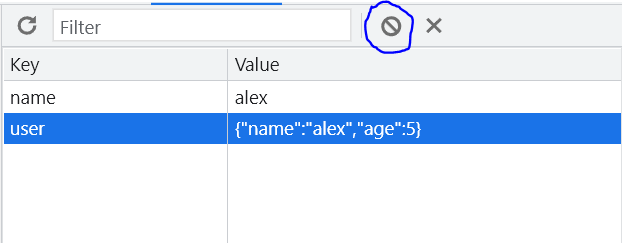 Filter
Key Value
name alex
user {"name":"alex","age":5}